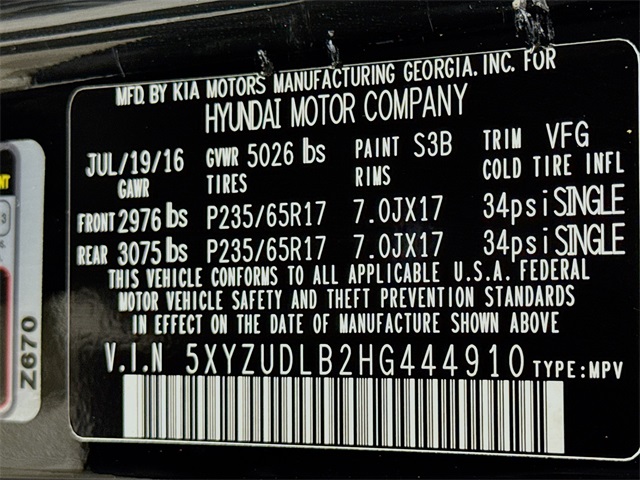 MFD. BY KIA MOTORS MANUFACTURING GEORGIA. INC. FOR
HYUNDAI MOTOR COMPANY
JUL/19/16 GVWR 5026 lbs PAINT S3B TRIM VFG
GAWR TIRES RIMS COLD TIRE INFL
FRONT 2976 lbs P235/65R17 7.0JX17 34psi SINGLE
REAR 3075 lbs P235/65R17 7.0JX17 34psi SINGLE
THIS VEHICLE CONFORMS TO ALL APPLICABLE U.S.A. FEDERAL
MOTOR VEHICLE SAFETY AND THEFT PREVENTION STANDARDS
IN EFFECT ON THE DATE OF MANUFACTURE SHOWN ABOVE
V.I.N 5XYZUDLB2HG444910 TYPE:MPV
Z670